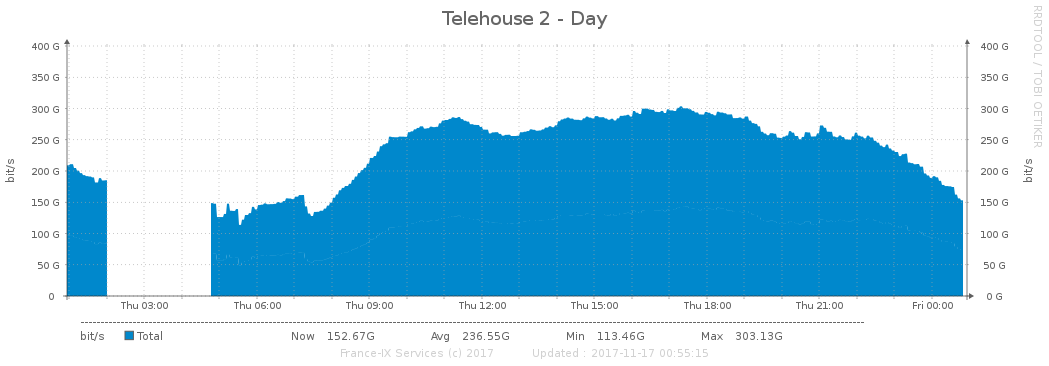 Telehouse 2 - Day
RRDTOOL / TOBI OETIKER
400 G 400 G
350 G 350 G
300 G 300 G
250 G 250 G
200 G 200 G
150 G 150 G
100 G 100 G
50 G 50 G
0 0 G
bit/s bit/s
Thu 03:00 Thu 06:00 Thu 09:00 Thu 12:00 Thu 15:00 Thu 18:00 Thu 21:00 Fri 00:00
bit/s Total Now 152.67G Avg 236.55G Min 113.46G Max 303.13G
France-IX Services (c) 2017 Updated : 2017-11-17 00:55:15